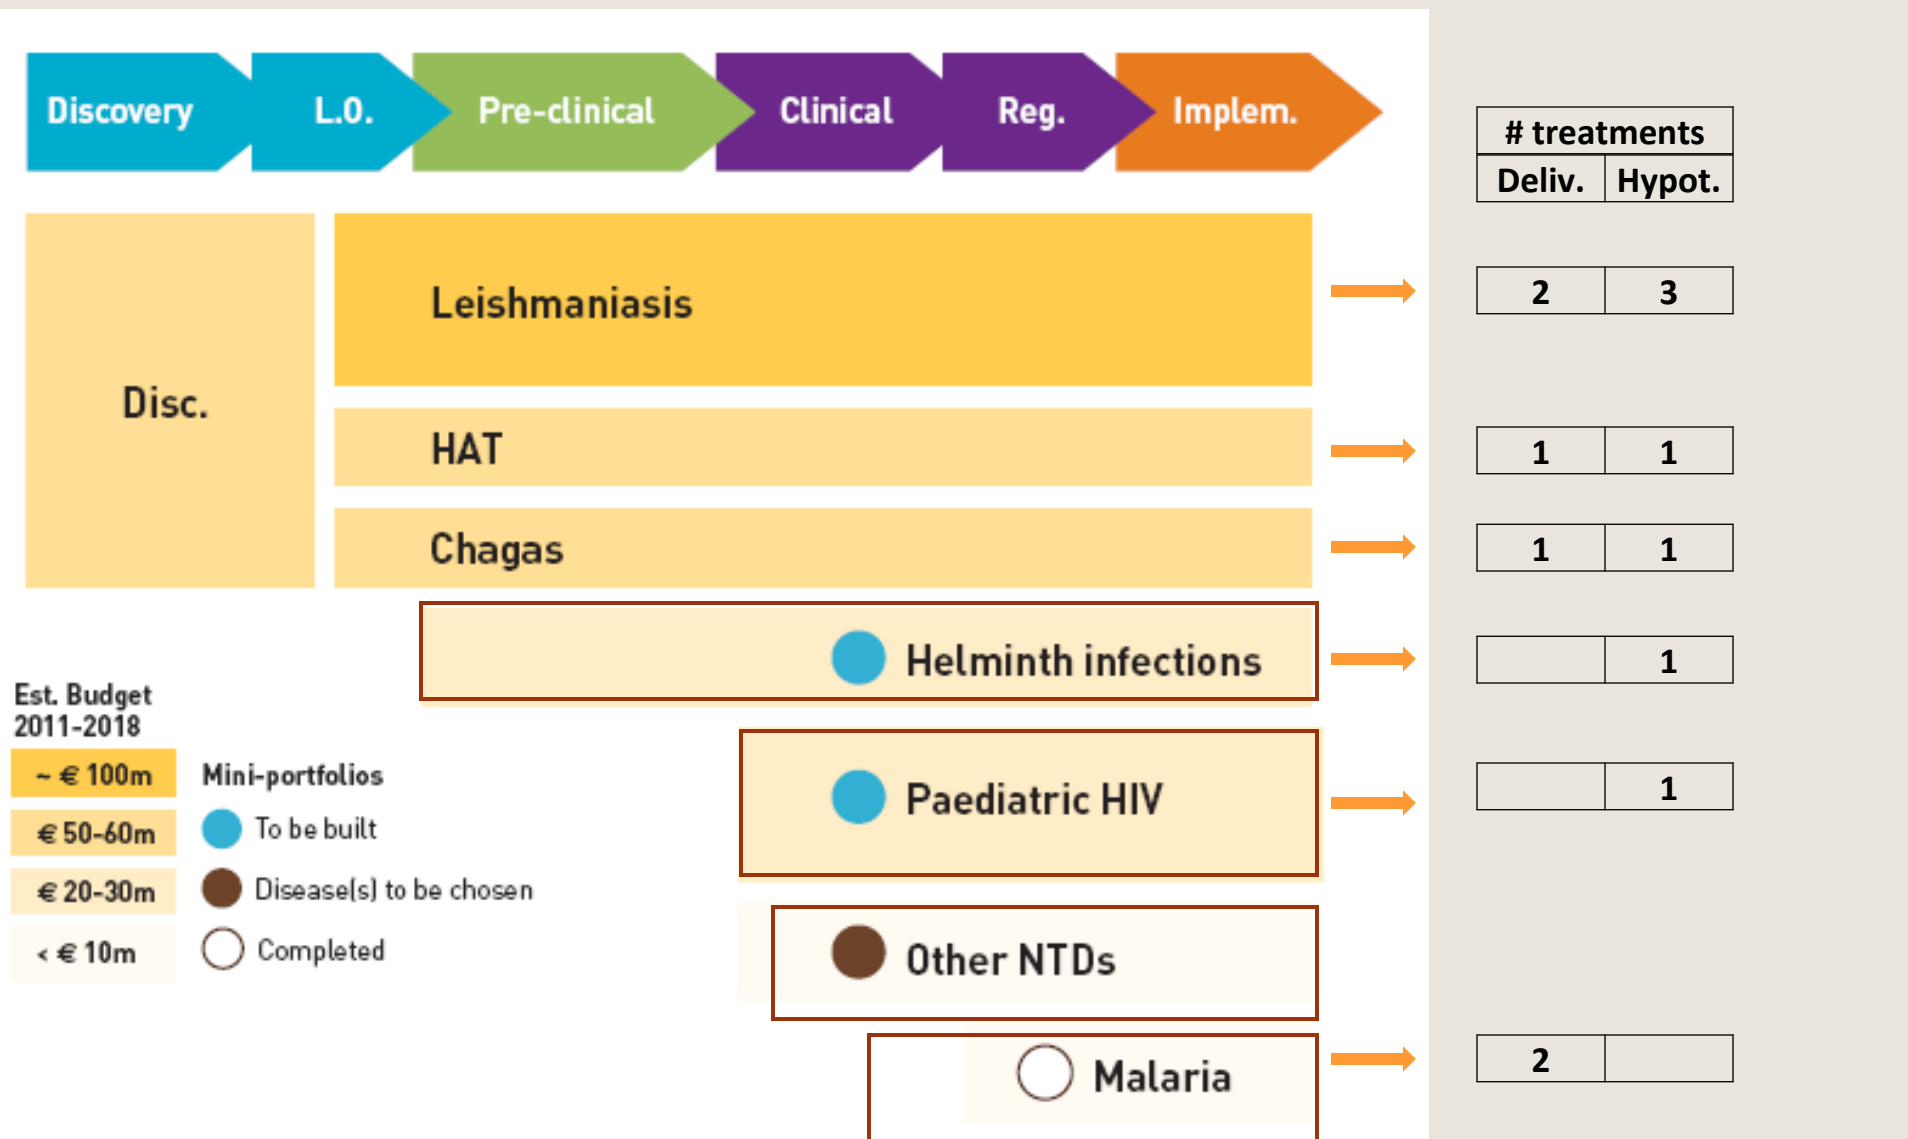 Discovery
L.O.
Pre-clinical
Clinical
Reg.
Implem.
# treatments
Deliv. Hypot.
Disc.
Leishmaniasis
2 3
HAT
1 1
Chagas
1 1
Helminth infections
1
Paediatric HIV
1
Other NTDs
Malaria
2
Est. Budget
2011-2018
~ € 100m
€ 50-60m
€ 20-30m
< € 10m
Mini-portfolios
To be built
Disease(s) to be chosen
Completed